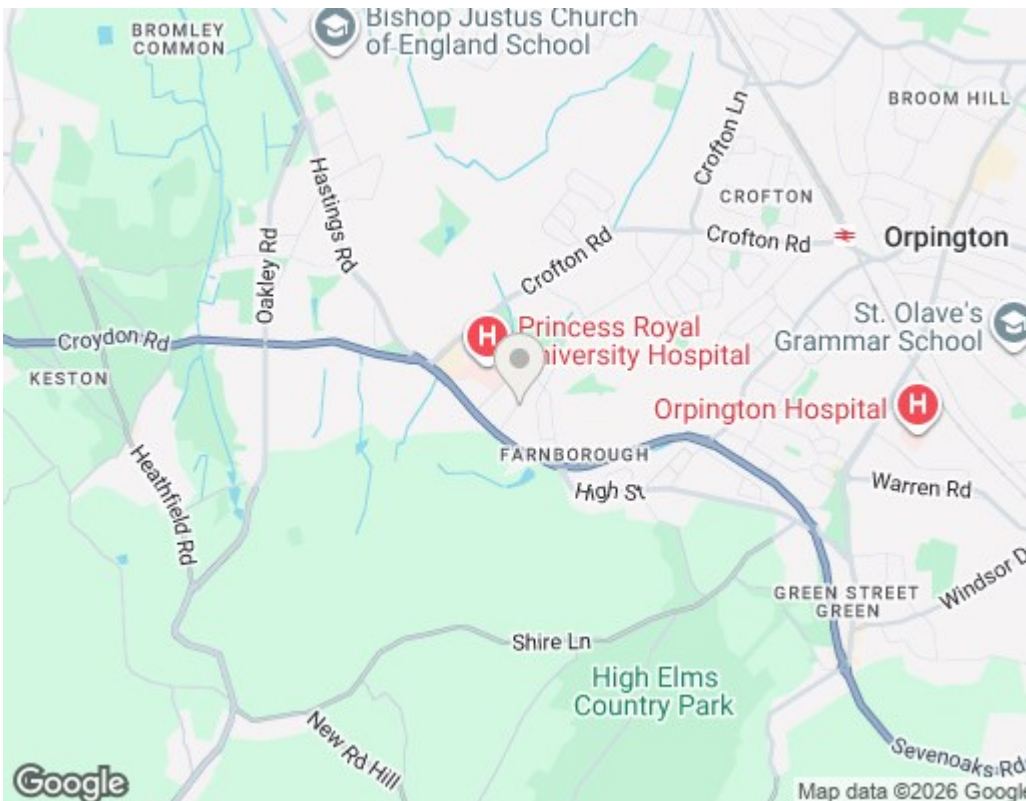 BROMLEY
COMMON
Bishop Justus Church
of England School
BROOM HILL
Crofton Ln
CROFTON
Hastings Rd
Oakley Rd
Crofton Rd
Crofton Rd
Orpington
St. Olave's
Grammar School
Croydon Rd
KESTON
H
Princess Royal
University Hospital
Orpington Hospital
H
FARNBOROUGH
High St
Warren Rd
Heathfield Rd
Windsor D
GREEN STREET
GREEN
Shire Ln
High Elms
Country Park
New Rd Hill
Sevenoaks Rd
Google
Map data ©2026 Google